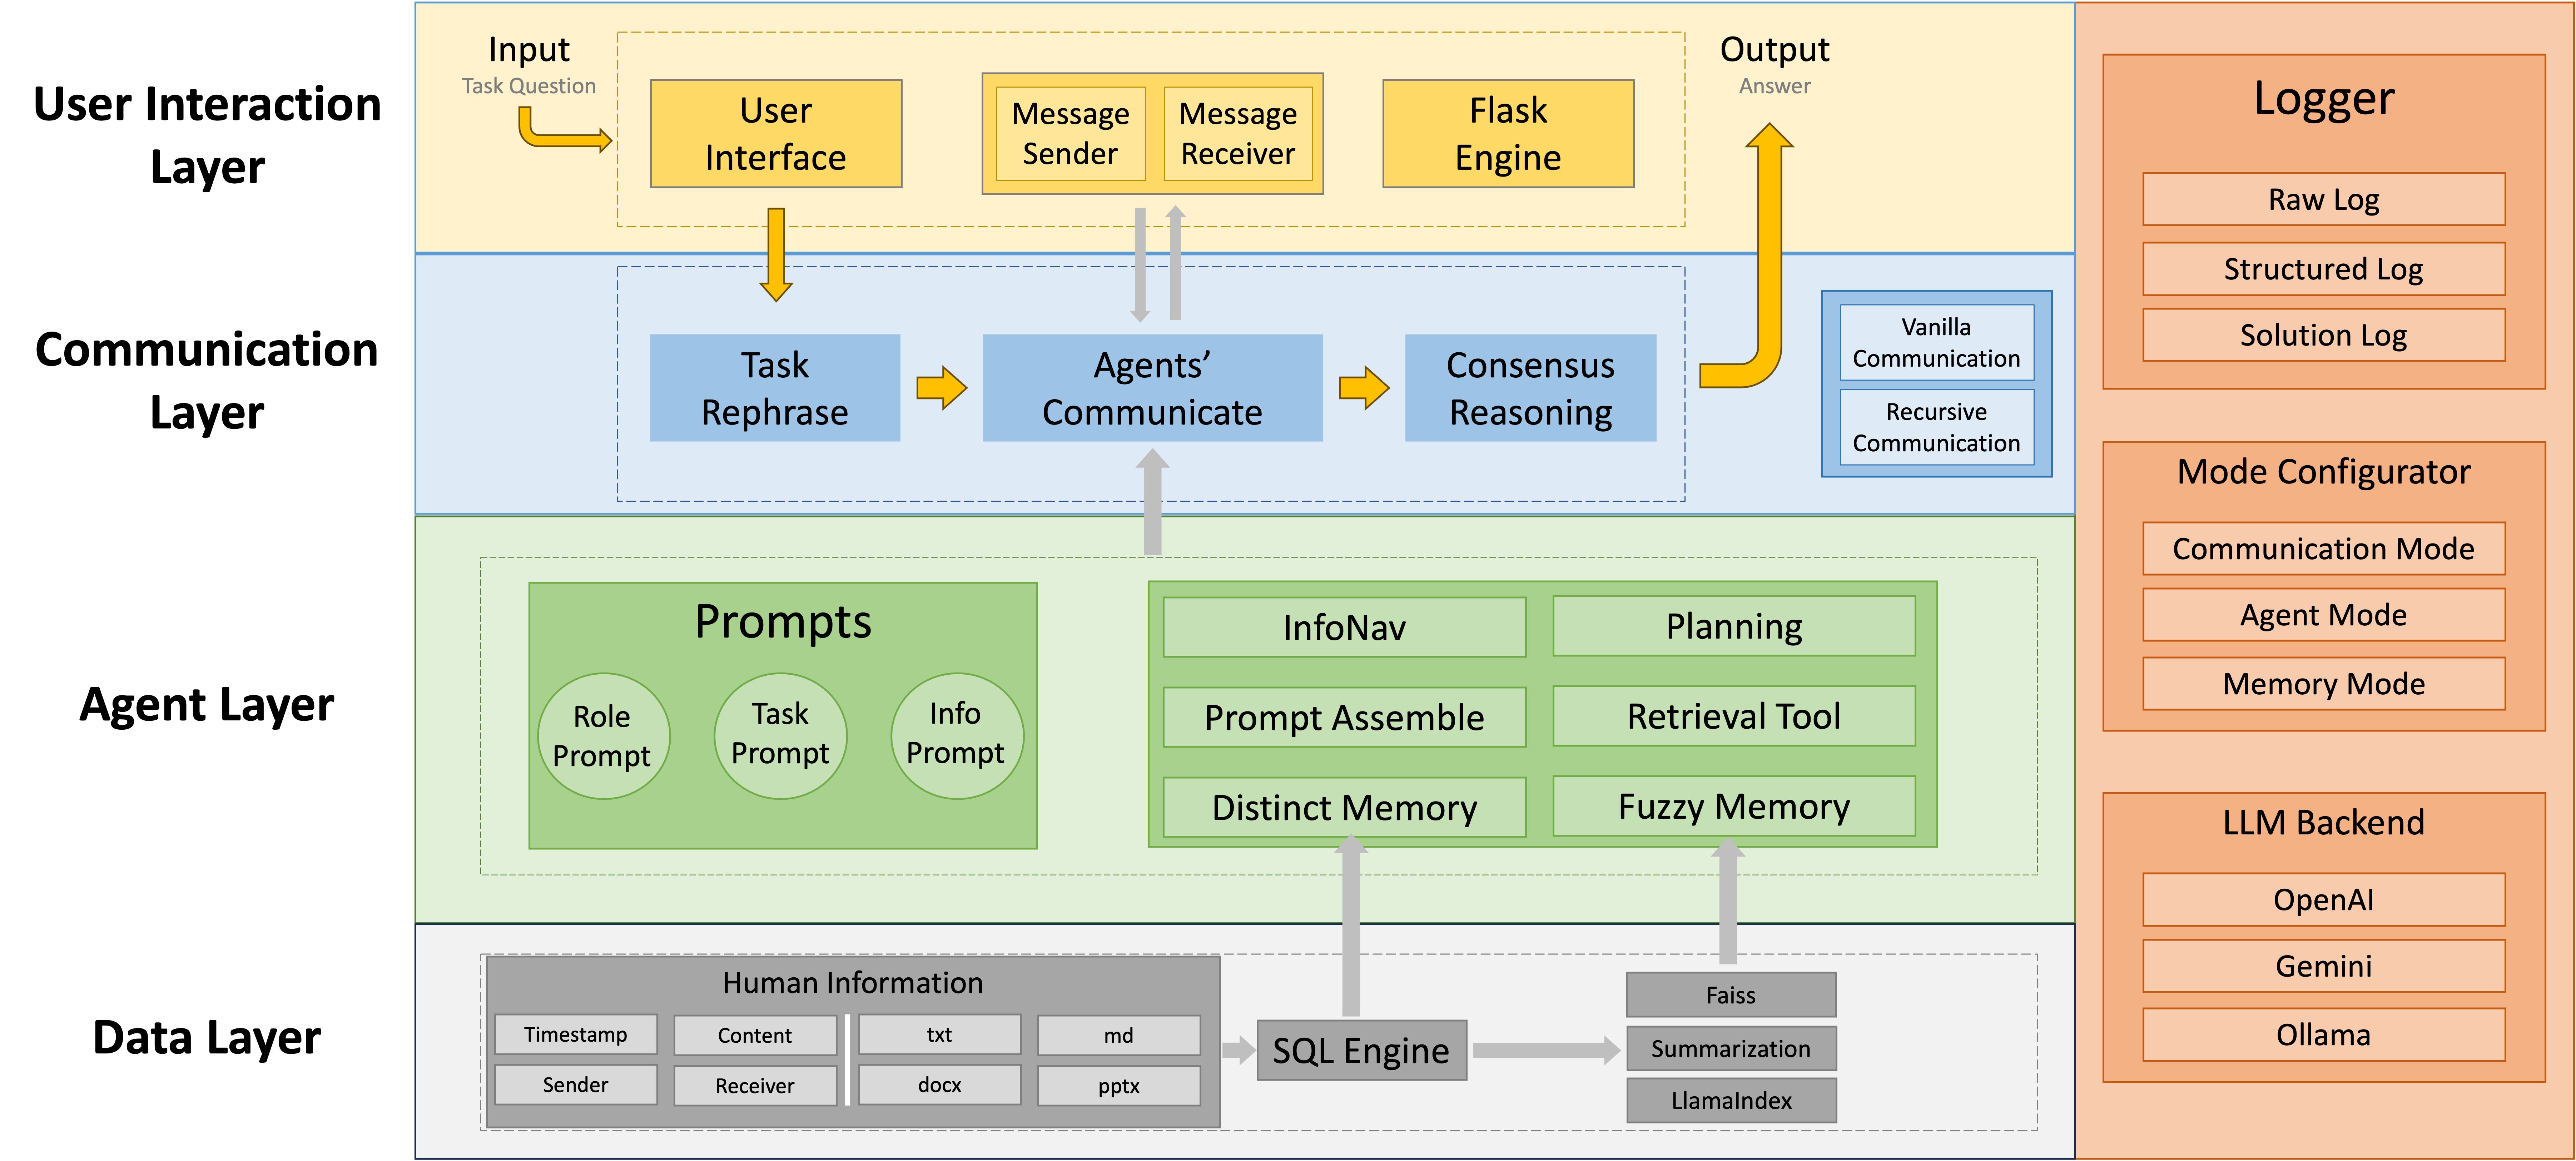 User Interaction
Layer
Input
Task Question
User
Interface
Message
Sender
Message
Receiver
Flask
Engine
Output
Answer
Communication
Layer
Task
Rephrase
Agents’
Communicate
Consensus
Reasoning
Vanilla
Communication
Recursive
Communication
Agent Layer
Prompts
Role
Prompt
Task
Prompt
Info
Prompt
InfoNav
Planning
Prompt Assemble
Retrieval Tool
Distinct Memory
Fuzzy Memory
Data Layer
Human Information
Timestamp
Content
txt
md
Sender
Receiver
docx
pptx
SQL Engine
Faiss
Summarization
LlamaIndex
Logger
Raw Log
Structured Log
Solution Log
Mode Configurator
Communication Mode
Agent Mode
Memory Mode
LLM Backend
OpenAI
Gemini
Ollama